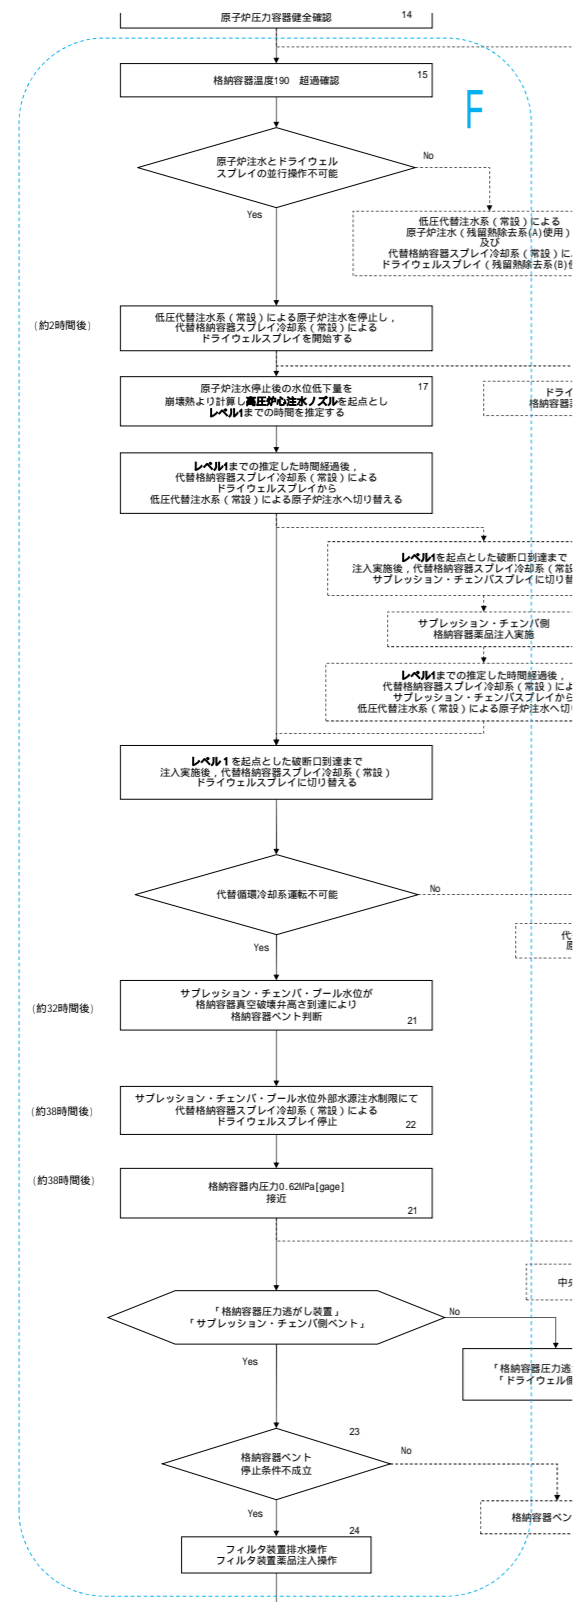 原子炉圧力容器健全確認
14
格納容器温度190　超過確認
15
F
原子炉注水とドライウェル
スプレイの並行操作不可能
No
Yes
低圧代替注水系(常設)による
原子炉注水(残留熱除去系(A)使用)
及び
代替格納容器スプレイ冷却系(常設)に
ドライウェルスプレイ(残留熱除去系(B)
(約2時間後)
低圧代替注水系(常設)による原子炉注水を停止し，
代替格納容器スプレイ冷却系(常設)による
ドライウェルスプレイを開始する
原子炉注水停止後の水位低下量を
崩壊熱より計算し高圧炉心注水ノズルを起点とし
レベル1までの時間を推定する
17
ドライ
格納容器
レベル1までの推定した時間経過後，
代替格納容器スプレイ冷却系(常設)による
ドライウェルスプレイから
低圧代替注水系(常設)による原子炉注水へ切り替える
レベル1を起点とした破断口到達まで
注入実施後，代替格納容器スプレイ冷却系(常設
サプレッション・チェンバスプレイに切り替
サプレッション・チェンバ側
格納容器薬品注入実施
レベル1までの推定した時間経過後，
代替格納容器スプレイ冷却系(常設)によ
サプレッション・チェンバスプレイから
低圧代替注水系(常設)による原子炉注水へ切り
レベル1を起点とした破断口到達まで
注入実施後，代替格納容器スプレイ冷却系(常設)
ドライウェルスプレイに切り替える
代替循環冷却系運転不可能
No
Yes
代
原
(約32時間後)
サプレッション・チェンバ・プール水位が
格納容器真空破壊弁高さ到達により
格納容器ベント判断
21
(約38時間後)
サプレッション・チェンバ・プール水位外部水源注水制限にて
代替格納容器スプレイ冷却系(常設)による
ドライウェルスプレイ停止
22
(約38時間後)
格納容器内圧力0.62MPa[gage]
接近
21
中央
「格納容器圧力逃がし装置」
「サプレッション・チェンバ側ベント」
No
Yes
「格納容器圧力逃
「ドライウェル側
23
格納容器ベント
停止条件不成立
No
Yes
格納容器ベン
24
フィルタ装置排水操作
フィルタ装置薬品注入操作